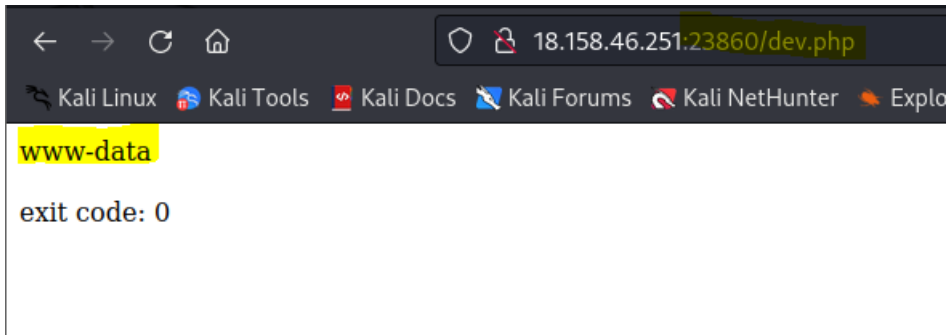 18.158.46.251:23860/dev.php
Kali Linux Kali Tools Kali Docs Kali Forums Kali NetHunter Explo
www-data
exit code: 0